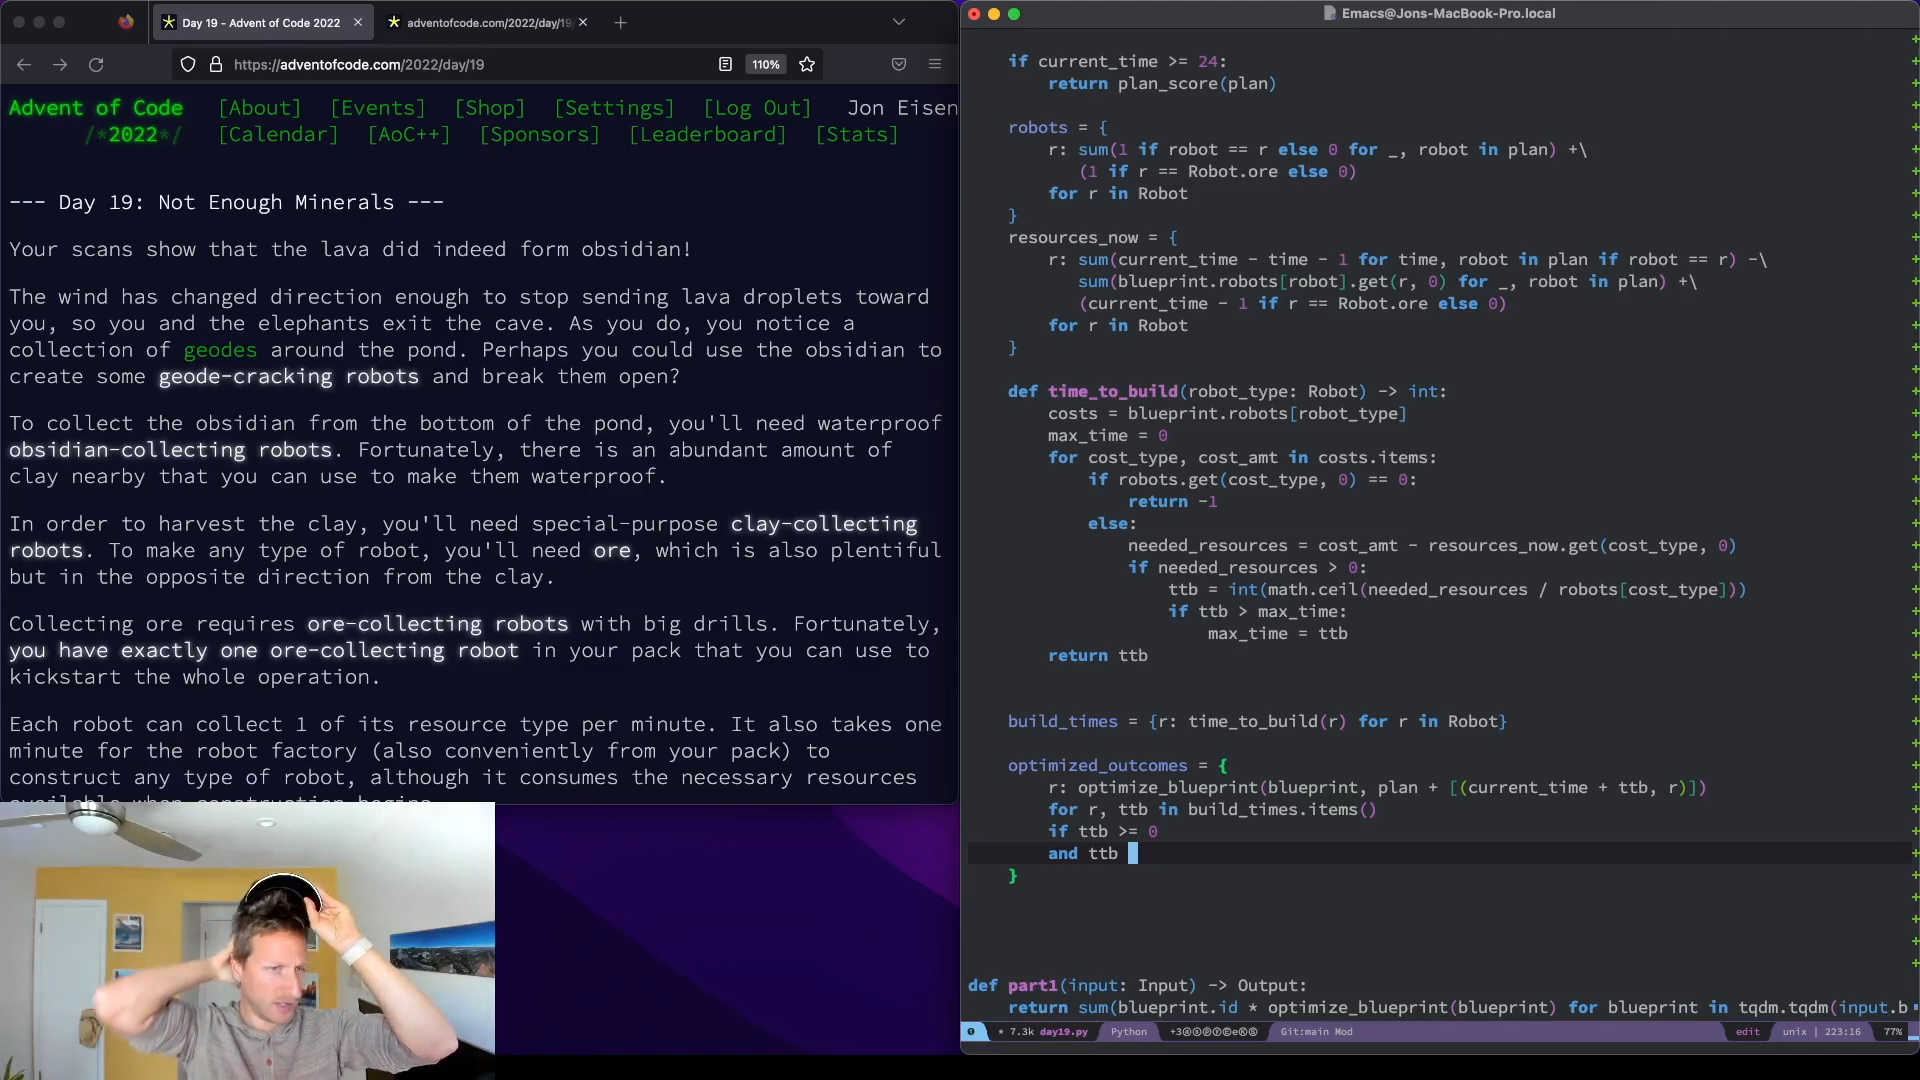 Day 19 - Advent of Code 2022
adventofcode.com/2022/day/19
https://adventofcode.com/2022/day/19
110%
Advent of Code [About] [Events] [Shop] [Settings] [Log Out] Jon Eisen
/*2022*/ [Calendar] [AoC++] [Sponsors] [Leaderboard] [Stats]
--- Day 19: Not Enough Minerals ---
Your scans show that the lava did indeed form obsidian!
The wind has changed direction enough to stop sending lava droplets toward
you, so you and the elephants exit the cave. As you do, you notice a
collection of geodes around the pond. Perhaps you could use the obsidian to
create some geode-cracking robots and break them open?
To collect the obsidian from the bottom of the pond, you'll need waterproof
obsidian-collecting robots. Fortunately, there is an abundant amount of
clay nearby that you can use to make them waterproof.
In order to harvest the clay, you'll need special-purpose clay-collecting
robots. To make any type of robot, you'll need ore, which is also plentiful
but in the opposite direction from the clay.
Collecting ore requires ore-collecting robots with big drills. Fortunately,
you have exactly one ore-collecting robot in your pack that you can use to
kickstart the whole operation.
Each robot can collect 1 of its resource type per minute. It also takes one
minute for the robot factory (also conveniently from your pack) to
construct any type of robot, although it consumes the necessary resources
available when construction begins.
Emacs@Jons-MacBook-Pro.local
if current_time >= 24:
return plan_score(plan)
robots = {
r: sum(1 if robot == r else 0 for _, robot in plan) +\
(1 if r == Robot.ore else 0)
for r in Robot
}
resources_now = {
r: sum(current_time - time - 1 for time, robot in plan if robot == r) -\
sum(blueprint.robots[robot].get(r, 0) for _, robot in plan) +\
(current_time - 1 if r == Robot.ore else 0)
for r in Robot
}
def time_to_build(robot_type: Robot) -> int:
costs = blueprint.robots[robot_type]
max_time = 0
for cost_type, cost_amt in costs.items:
if robots.get(cost_type, 0) == 0:
return -1
else:
needed_resources = cost_amt - resources_now.get(cost_type, 0)
if needed_resources > 0:
ttb = int(math.ceil(needed_resources / robots[cost_type]))
if ttb > max_time:
max_time = ttb
return ttb
build_times = {r: time_to_build(r) for r in Robot}
optimized_outcomes = {
r: optimize_blueprint(blueprint, plan + [(current_time + ttb, r)])
for r, ttb in build_times.items()
if ttb >= 0
and ttb
}
def part1(input: Input) -> Output:
return sum(blueprint.id * optimize_blueprint(blueprint) for blueprint in tqdm.tqdm(input.b
* 7.3k day19.py Python Git:main Mod edit unix | 223:16 77%